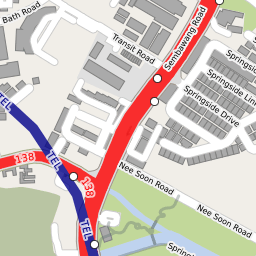 Bath Road
Transit Road
Sembawang Road
Springside
Springside Link
Springside Drive
TEL
TEL
138
138
Nee Soon Road
Nee Soon Road
TEL